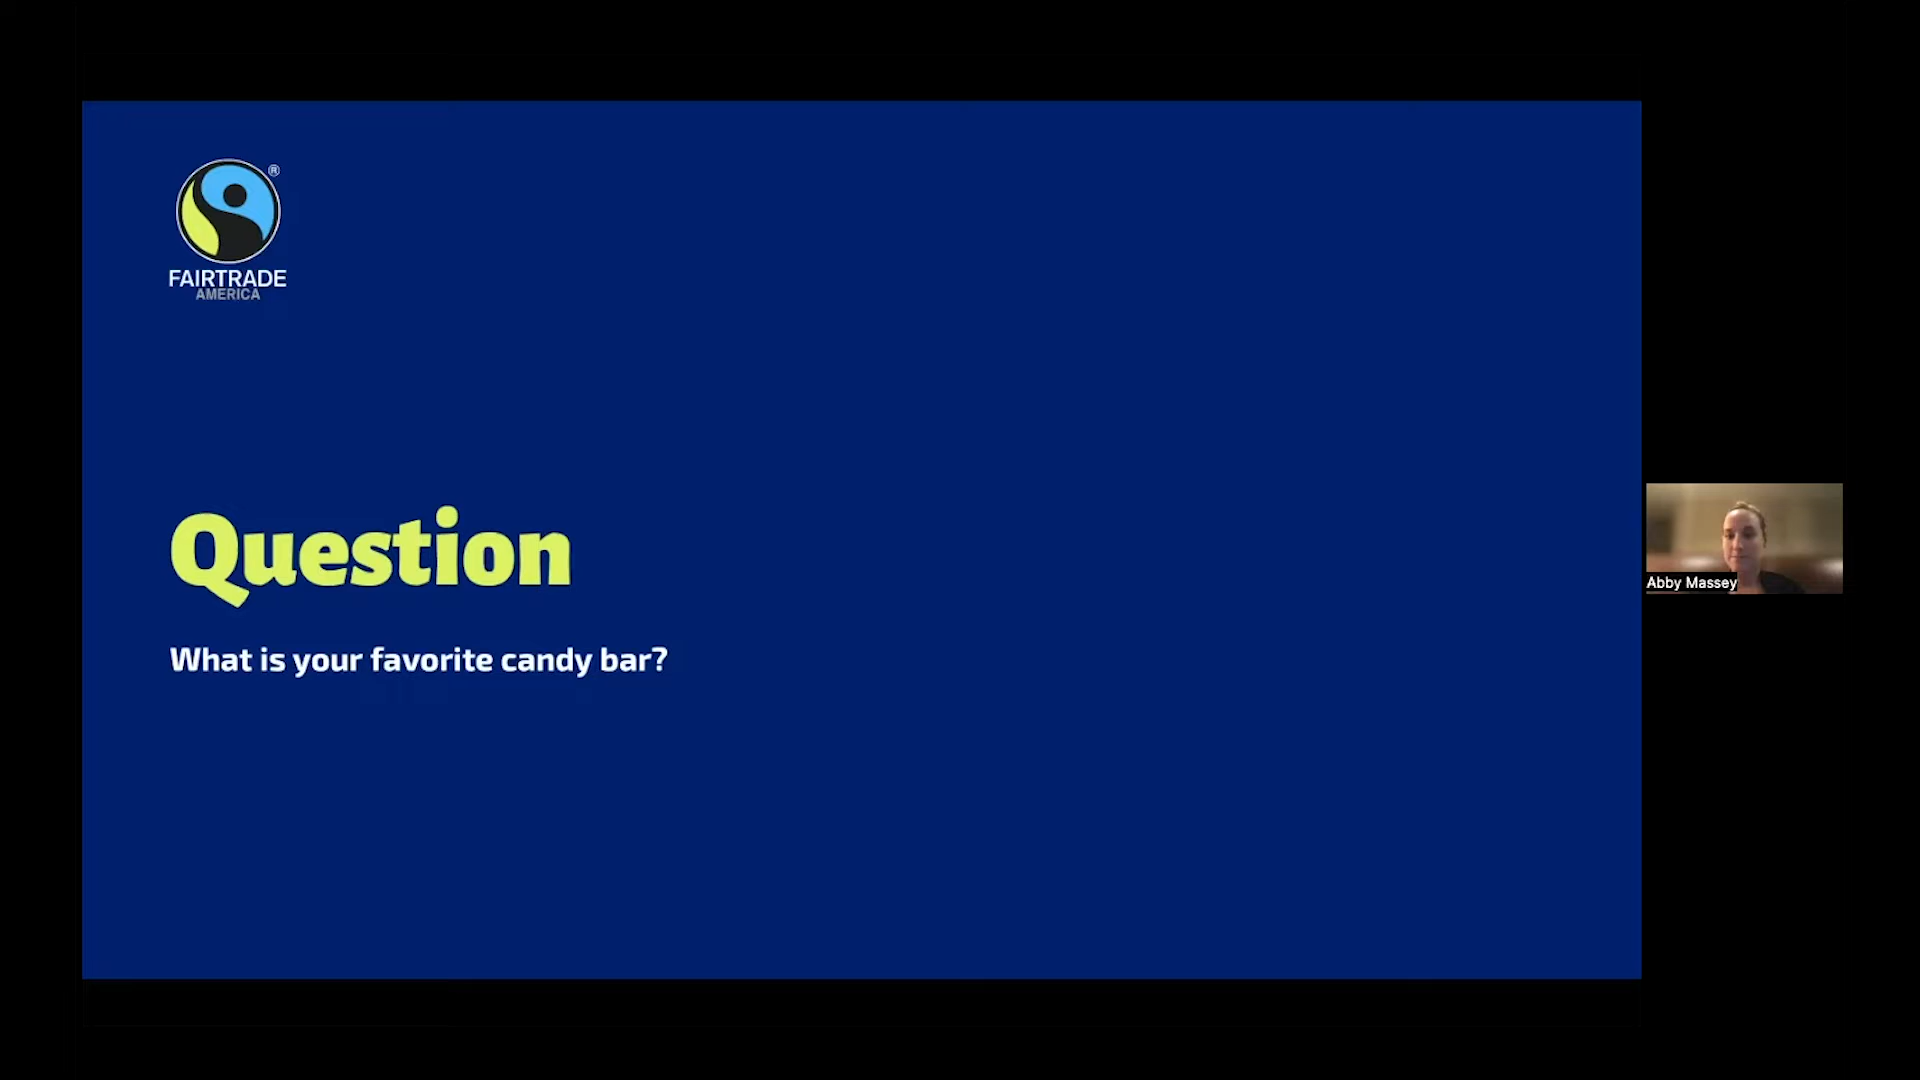 ®
FAIRTRADE
AMERICA
Question
What is your favorite candy bar?
Abby Massey